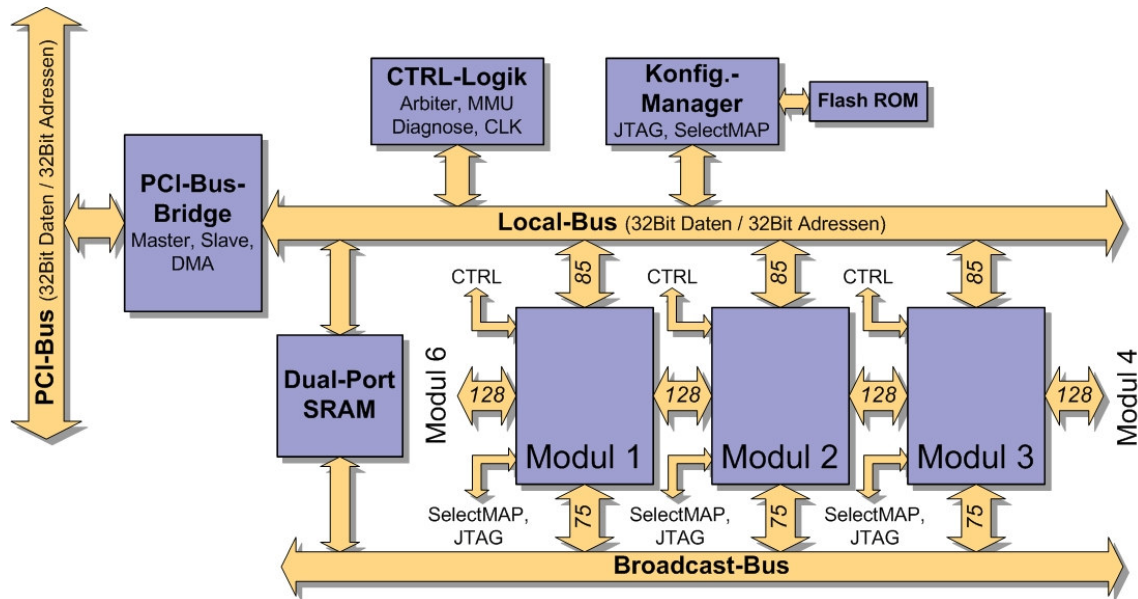 PCI-Bus (32Bit Daten / 32Bit Adressen)
CTRL-Logik
Arbiter, MMU
Diagnose, CLK
Konfig.-
Manager
JTAG, SelectMAP
Flash ROM
PCI-Bus-
Bridge
Master, Slave,
DMA
Local-Bus (32Bit Daten / 32Bit Adressen)
85
85
85
CTRL
CTRL
CTRL
Dual-Port
SRAM
Modul 6
128
128
128
128
Modul 4
Modul 1
Modul 2
Modul 3
SelectMAP,
JTAG
SelectMAP,
JTAG
SelectMAP,
JTAG
75
75
75
Broadcast-Bus